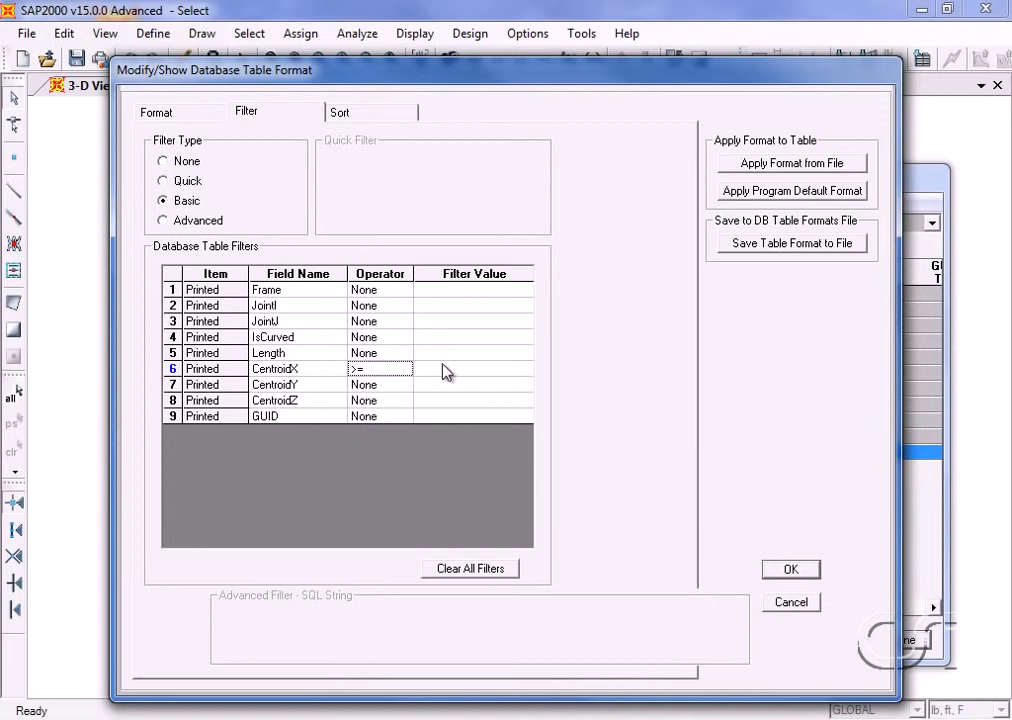 SAP2000 v15.0.0 Advanced - Select
File Edit View Define Draw Select Assign Analyze Display Design Options Tools Help
3-D Vie
Modify/Show Database Table Format
Format Filter Sort
Filter Type
None
Quick
Basic
Advanced
Quick Filter
Apply Format to Table
Apply Format from File
Apply Program Default Format
Save to DB Table Formats File
Save Table Format to File
Database Table Filters
Item Field Name Operator Filter Value
1 Printed Frame None
2 Printed JointI None
3 Printed JointJ None
4 Printed IsCurved None
5 Printed Length None
6 Printed CentroidX >=
7 Printed CentroidY None
8 Printed CentroidZ None
9 Printed GUID None
Clear All Filters
Advanced Filter - SQL String
OK
Cancel
all
ps
clr
Ready
GLOBAL
lb, ft, F